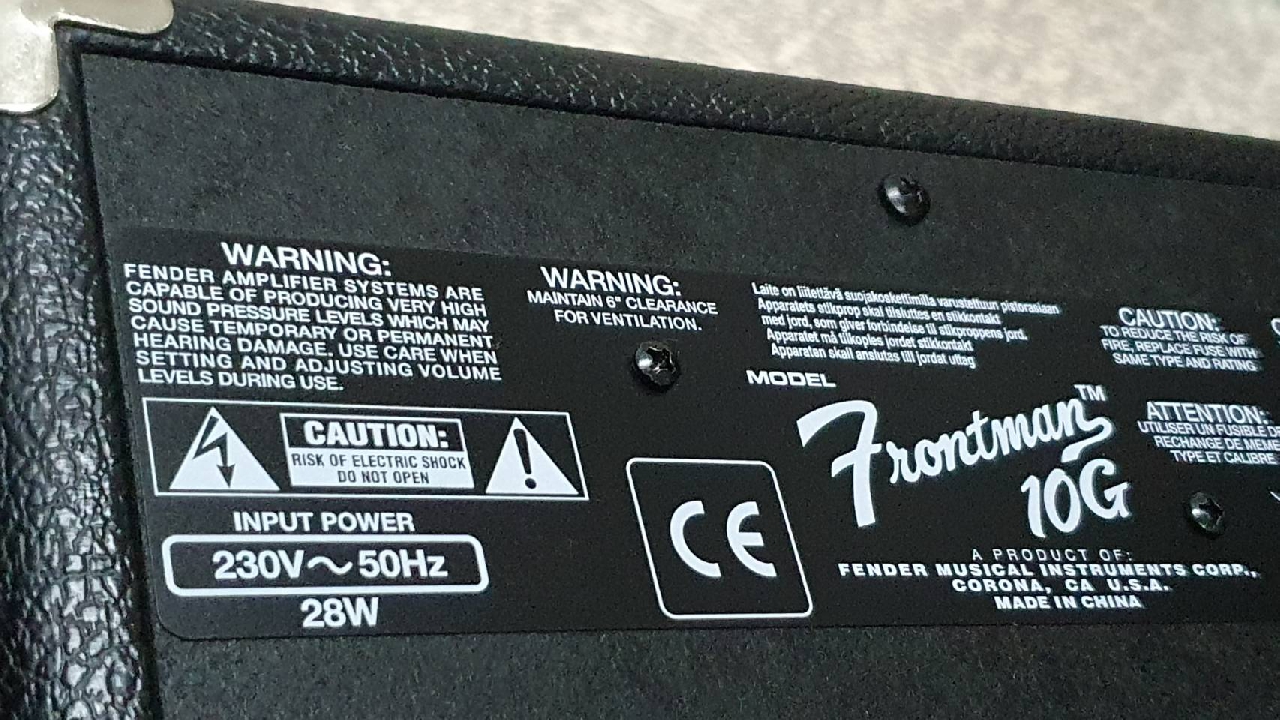 WARNING:
FENDER AMPLIFIER SYSTEMS ARE
CAPABLE OF PRODUCING VERY HIGH
SOUND PRESSURE LEVELS WHICH MAY
CAUSE TEMPORARY OR PERMANENT
HEARING DAMAGE. USE CARE WHEN
SETTING AND ADJUSTING VOLUME
LEVELS DURING USE.
CAUTION:
RISK OF ELECTRIC SHOCK
DO NOT OPEN
INPUT POWER
230V~50Hz
28W
WARNING:
MAINTAIN 6" CLEARANCE
FOR VENTILATION.
CE
Laite on liitettävä suojakoskettimilla varustettuun pistorasiaan
Apparatets stikprop skal tilsluttes en stikkontakt
med jord, som giver forbindelse til stikproppens jord.
Apparatet må tilkoples jordet stikkontakt
Apparaten skall anslutas till jordat uttag
MODEL
Frontman™
10G
A PRODUCT OF:
FENDER MUSICAL INSTRUMENTS CORP.,
CORONA, CA U.S.A.
MADE IN CHINA
CAUTION:
TO REDUCE THE RISK OF
FIRE, REPLACE FUSE WITH
SAME TYPE AND RATING
ATTENTION:
UTILISER UN FUSIBLE DE
RECHANGE DE MEME
TYPE ET CALIBRE